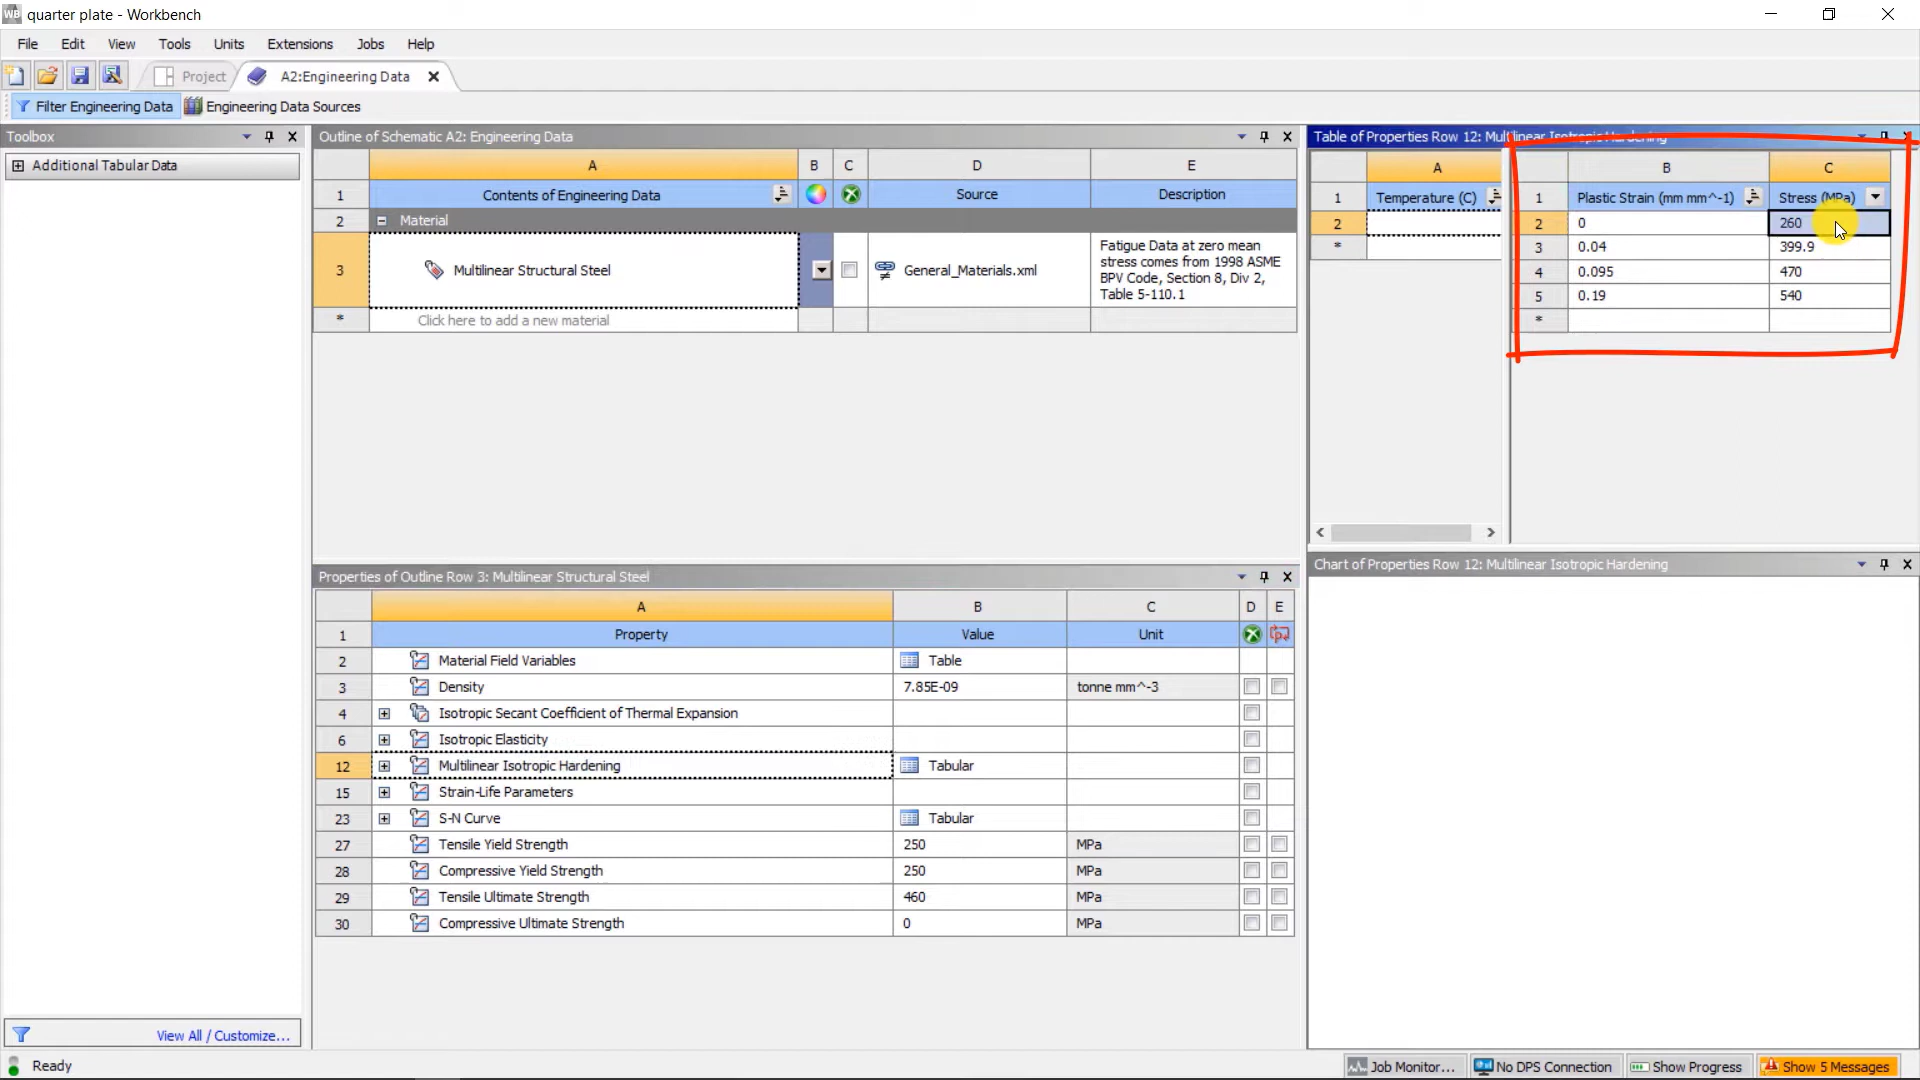 WB quarter plate - Workbench
File Edit View Tools Units Extensions Jobs Help
Project A2:Engineering Data
Filter Engineering Data Engineering Data Sources
Toolbox
Additional Tabular Data
View All / Customize...
Outline of Schematic A2: Engineering Data
A B C D E
1 Contents of Engineering Data Source Description
2 Material
3 Multilinear Structural Steel General_Materials.xml
Fatigue Data at zero mean
stress comes from 1998 ASME
BPV Code, Section 8, Div 2,
Table 5-110.1
* Click here to add a new material
Table of Properties Row 12: Multilinear Isotropic Hardening
A
1 Temperature (C)
2
*
B C
1 Plastic Strain (mm mm^-1) Stress (MPa)
2 0 260
3 0.04 399.9
4 0.095 470
5 0.19 540
*
Properties of Outline Row 3: Multilinear Structural Steel
A B C D E
1 Property Value Unit
2 Material Field Variables Table
3 Density 7.85E-09 tonne mm^-3
4 Isotropic Secant Coefficient of Thermal Expansion
6 Isotropic Elasticity
12 Multilinear Isotropic Hardening Tabular
15 Strain-Life Parameters
23 S-N Curve Tabular
27 Tensile Yield Strength 250 MPa
28 Compressive Yield Strength 250 MPa
29 Tensile Ultimate Strength 460 MPa
30 Compressive Ultimate Strength 0 MPa
Chart of Properties Row 12: Multilinear Isotropic Hardening
Ready Job Monitor... No DPS Connection Show Progress Show 5 Messages